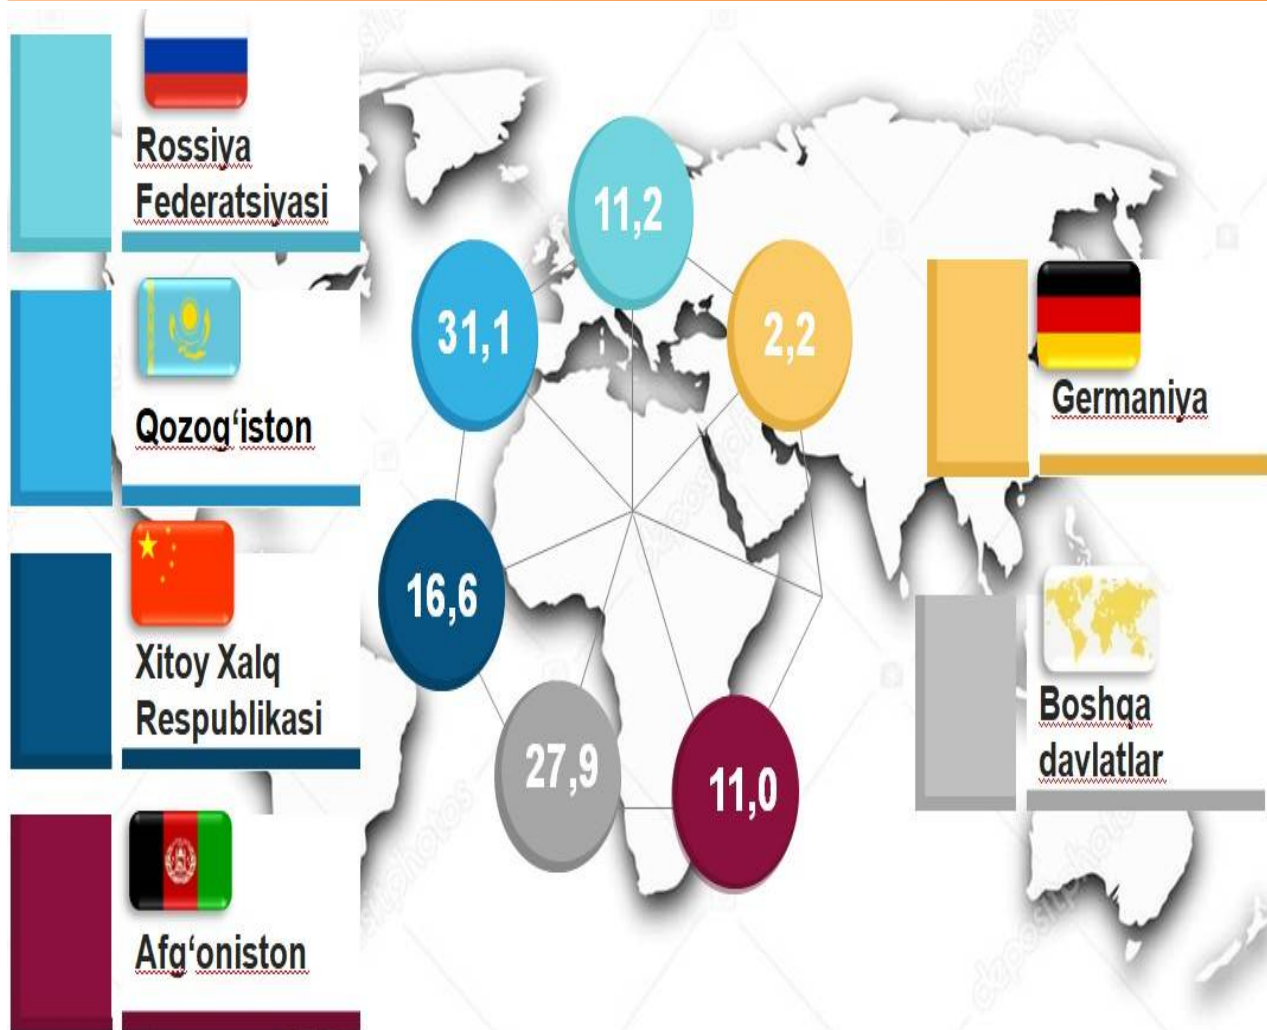 Rossiya
Federatsiyasi
Qozog‘iston
Xitoy Xalq
Respublikasi
Afg‘oniston
11,2
31,1
2,2
16,6
27,9
11,0
Germaniya
Boshqa
davlatlar
depositphotos